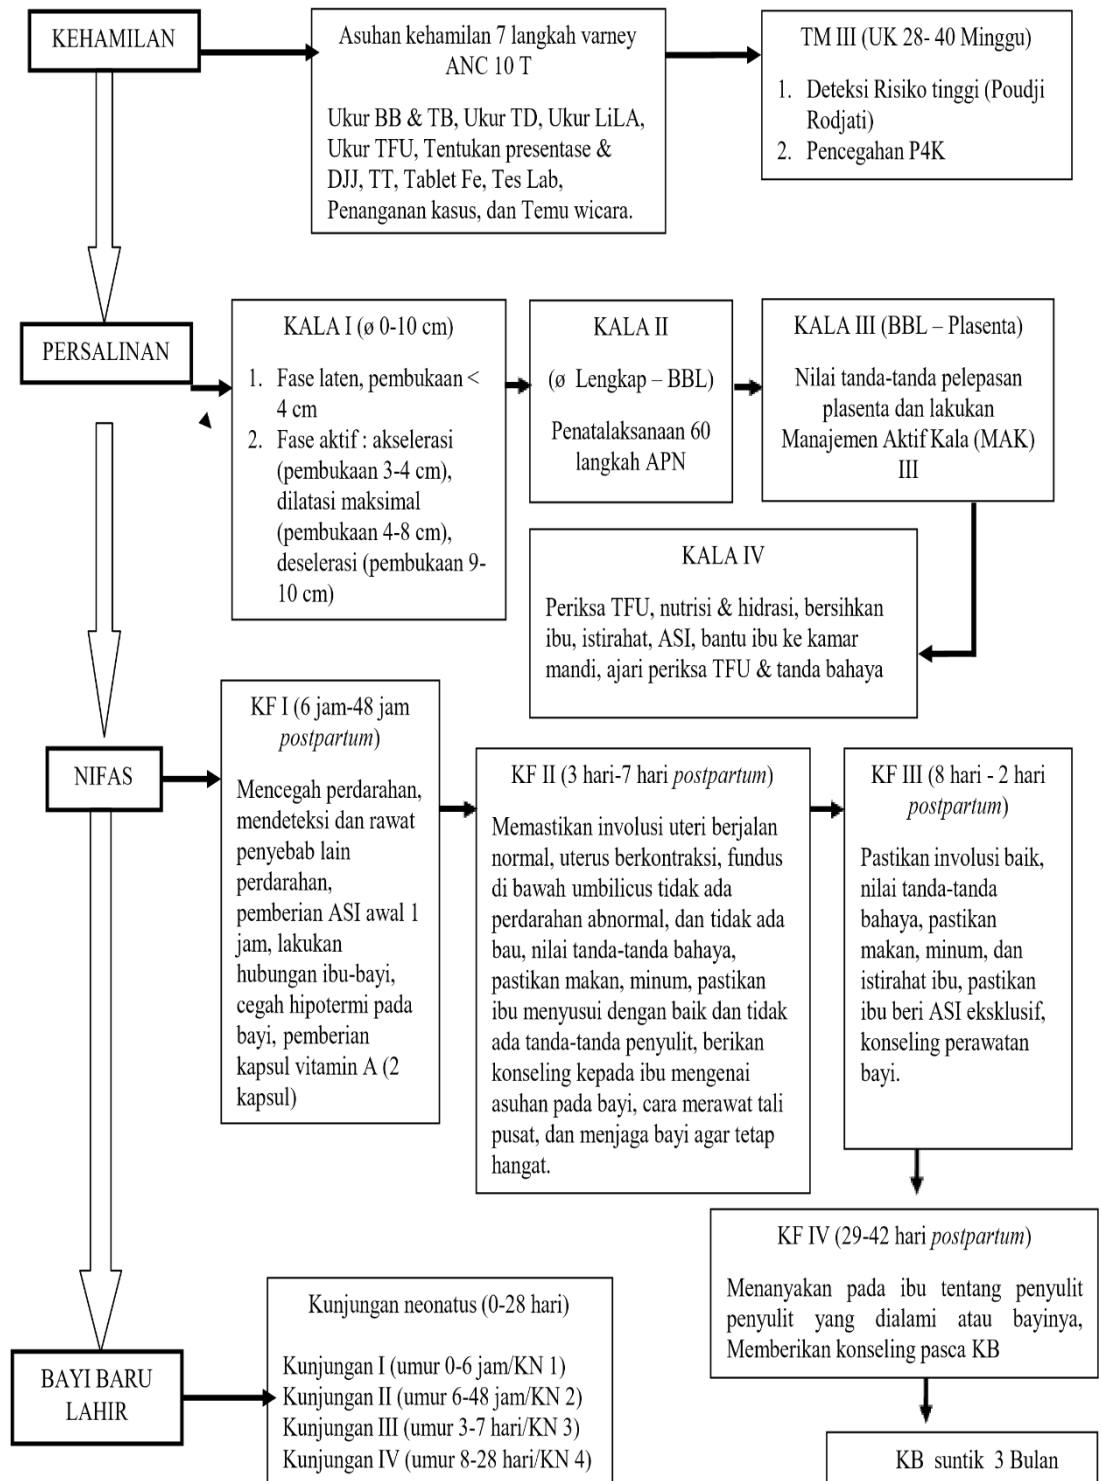 KEHAMILAN
Asuhan kehamilan 7 langkah varney
ANC 10 T
Ukur BB & TB, Ukur TD, Ukur LiLA,
Ukur TFU, Tentukan presentase &
DJJ, TT, Tablet Fe, Tes Lab,
Penanganan kasus, dan Temu wicara.
TM III (UK 28- 40 Minggu)
1. Deteksi Risiko tinggi (Poudji
Rodjati)
2. Pencegahan P4K
PERSALINAN
KALA I (ø 0-10 cm)
1. Fase laten, pembukaan <
4 cm
2. Fase aktif : akselerasi
(pembukaan 3-4 cm),
dilatasi maksimal
(pembukaan 4-8 cm),
deselerasi (pembukaan 9-
10 cm)
KALA II
(ø Lengkap – BBL)
Penatalaksanaan 60
langkah APN
KALA III (BBL – Plasenta)
Nilai tanda-tanda pelepasan
plasenta dan lakukan
Manajemen Aktif Kala (MAK)
III
KALA IV
Periksa TFU, nutrisi & hidrasi, bersihkan
ibu, istirahat, ASI, bantu ibu ke kamar
mandi, ajari periksa TFU & tanda bahaya
NIFAS
KF I (6 jam-48 jam
postpartum)
Mencegah perdarahan,
mendeteksi dan rawat
penyebab lain
perdarahan,
pemberian ASI awal 1
jam, lakukan
hubungan ibu-bayi,
cegah hipotermi pada
bayi, pemberian
kapsul vitamin A (2
kapsul)
KF II (3 hari-7 hari postpartum)
Memastikan involusi uteri berjalan
normal, uterus berkontraksi, fundus
di bawah umbilicus tidak ada
perdarahan abnormal, dan tidak ada
bau, nilai tanda-tanda bahaya,
pastikan makan, minum, pastikan
ibu menyusui dengan baik dan tidak
ada tanda-tanda penyulit, berikan
konseling kepada ibu mengenai
asuhan pada bayi, cara merawat tali
pusat, dan menjaga bayi agar tetap
hangat.
KF III (8 hari - 2 hari
postpartum)
Pastikan involusi baik,
nilai tanda-tanda
bahaya, pastikan
makan, minum, dan
istirahat ibu, pastikan
ibu beri ASI eksklusif,
konseling perawatan
bayi.
KF IV (29-42 hari postpartum)
Menanyakan pada ibu tentang penyulit
penyulit yang dialami atau bayinya,
Memberikan konseling pasca KB
KB suntik 3 Bulan
BAYI BARU
LAHIR
Kunjungan neonatus (0-28 hari)
Kunjungan I (umur 0-6 jam/KN 1)
Kunjungan II (umur 6-48 jam/KN 2)
Kunjungan III (umur 3-7 hari/KN 3)
Kunjungan IV (umur 8-28 hari/KN 4)